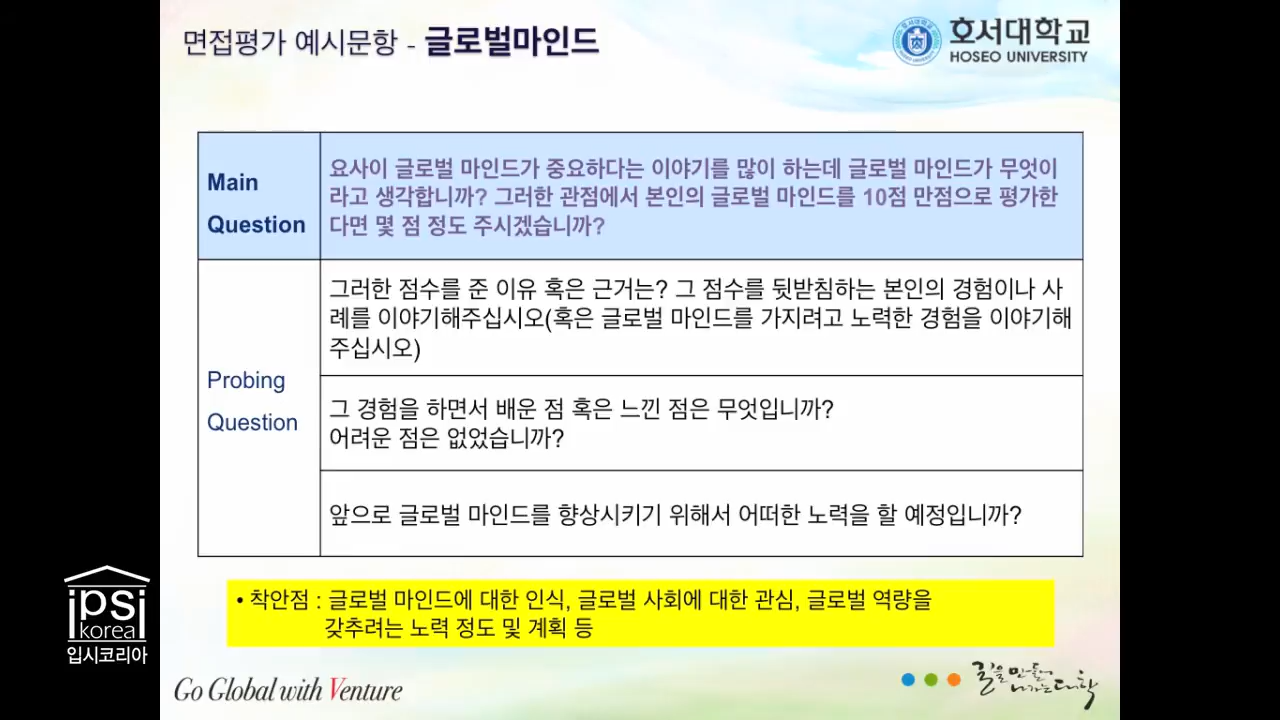 면접평가 예시문항 - 글로벌마인드
호서대학교
HOSEO UNIVERSITY
Main
Question
요사이 글로벌 마인드가 중요하다는 이야기를 많이 하는데 글로벌 마인드가 무엇이
라고 생각합니까? 그러한 관점에서 본인의 글로벌 마인드를 10점 만점으로 평가한
다면 몇 점 정도 주시겠습니까?
Probing
Question
그러한 점수를 준 이유 혹은 근거는? 그 점수를 뒷받침하는 본인의 경험이나 사
례를 이야기해주십시오(혹은 글로벌 마인드를 가지려고 노력한 경험을 이야기해
주십시오)
그 경험을 하면서 배운 점 혹은 느낀 점은 무엇입니까?
어려운 점은 없었습니까?
앞으로 글로벌 마인드를 향상시키기 위해서 어떠한 노력을 할 예정입니까?
• 착안점 : 글로벌 마인드에 대한 인식, 글로벌 사회에 대한 관심, 글로벌 역량을
갖추려는 노력 정도 및 계획 등
ipsi
korea
입시코리아
Go Global with Venture
길을 만들어
나가는 대학